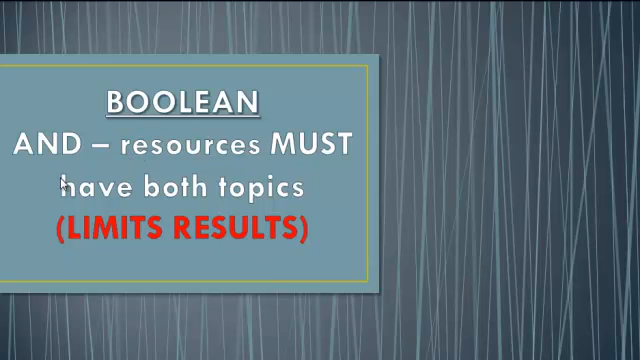 BOOLEAN
AND – resources MUST
have both topics
(LIMITS RESULTS)